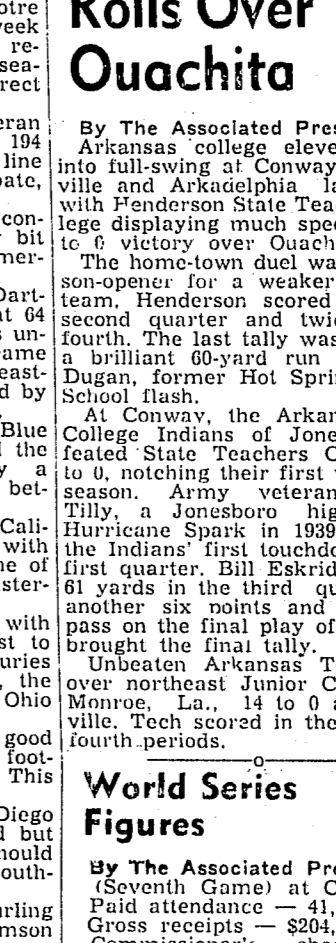 otre
week
re-
sea-
rect
eran
194
line
pate,
con-
bit
mer-
Dart-
at 64
s un-
came
east-
d by
Blue
d the
y a
bet-
Cali-
with
ne of
ster-
with
st to
uries
, the
Ohio
good
foot-
This
Diego
d but
hould
outh-
arling
mson
Rolls Over
Ouachita
By The Associated Pres
Arkansas college eleve
into full-swing at Conway
ville and Arkadelphia la
with Henderson State Tea
lege displaying much spe
to 0 victory over Ouach
The home-town duel wa
son-opener for a weaker
team, Henderson scored
second quarter and twic
fourth. The last tally was
a brilliant 60-yard run
Dugan, former Hot Spri
School flash.
At Conway, the Arkan
College Indians of Jone
feated State Teachers C
to 0, notching their first
season. Army veteran
Tilly, a Jonesboro hig
Hurricane Spark in 1939
the Indians' first touchdo
first quarter. Bill Eskrid
61 yards in the third qu
another six points and
pass on the final play of
brought the final tally.
Unbeaten Arkansas T
over northeast Junior C
Monroe, La., 14 to 0 a
ville. Tech scored in the
fourth periods.
World Series
Figures
By The Associated Pre
(Seventh Game) at C
Paid attendance — 41,
Gross receipts — $204,